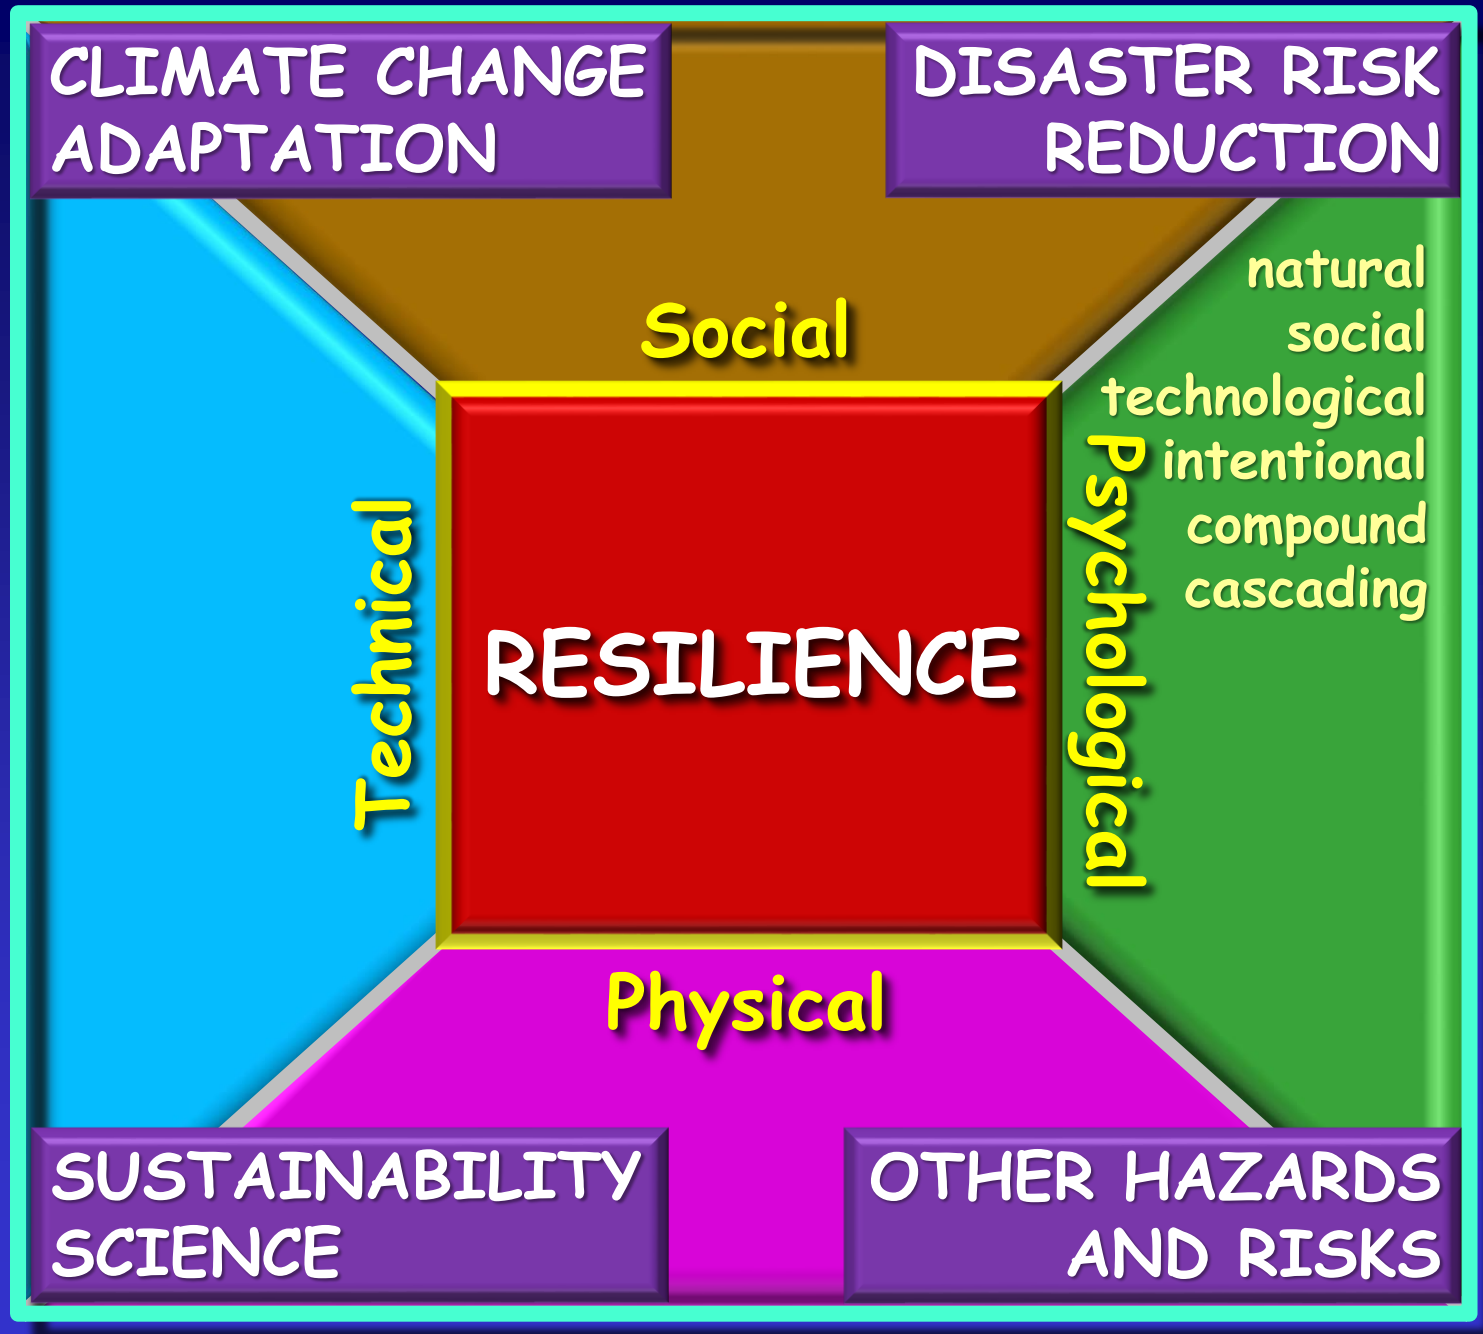 CLIMATE CHANGE
ADAPTATION
DISASTER RISK
REDUCTION
natural
social
technological
intentional
compound
cascading
Social
Technical
RESILIENCE
Psychological
Physical
SUSTAINABILITY
SCIENCE
OTHER HAZARDS
AND RISKS